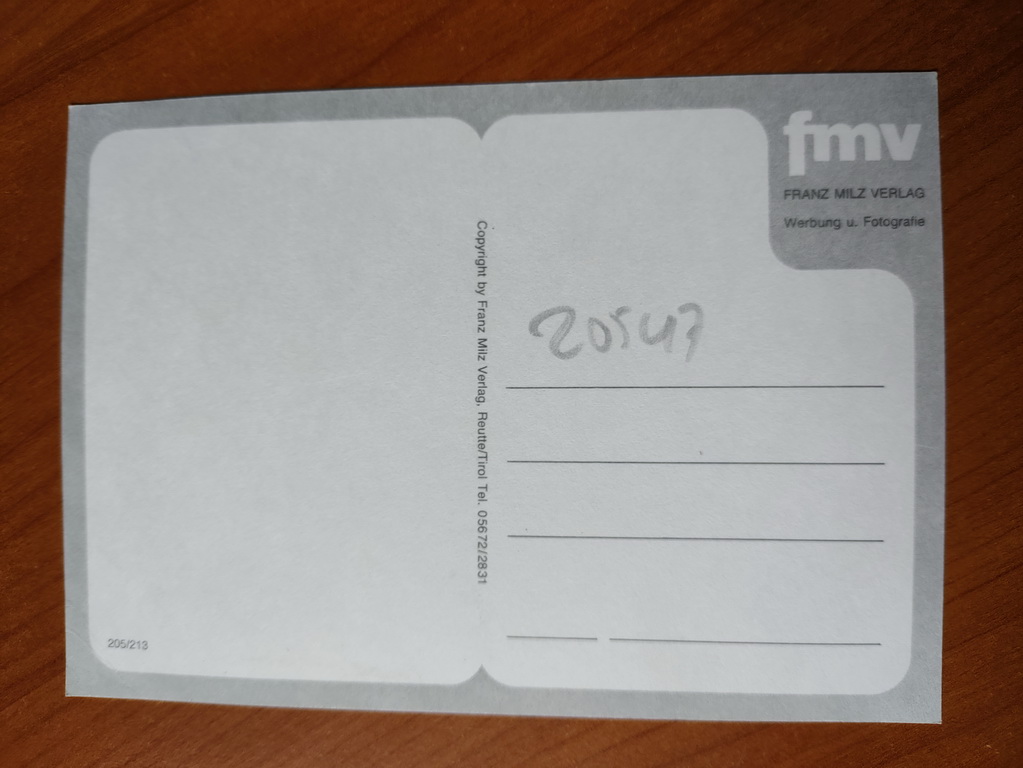 fmv
FRANZ MILZ VERLAG
Werbung u. Fotografie
Copyright by Franz Milz Verlag, Reutte/Tirol Tel. 05672/2831
20547
205/213